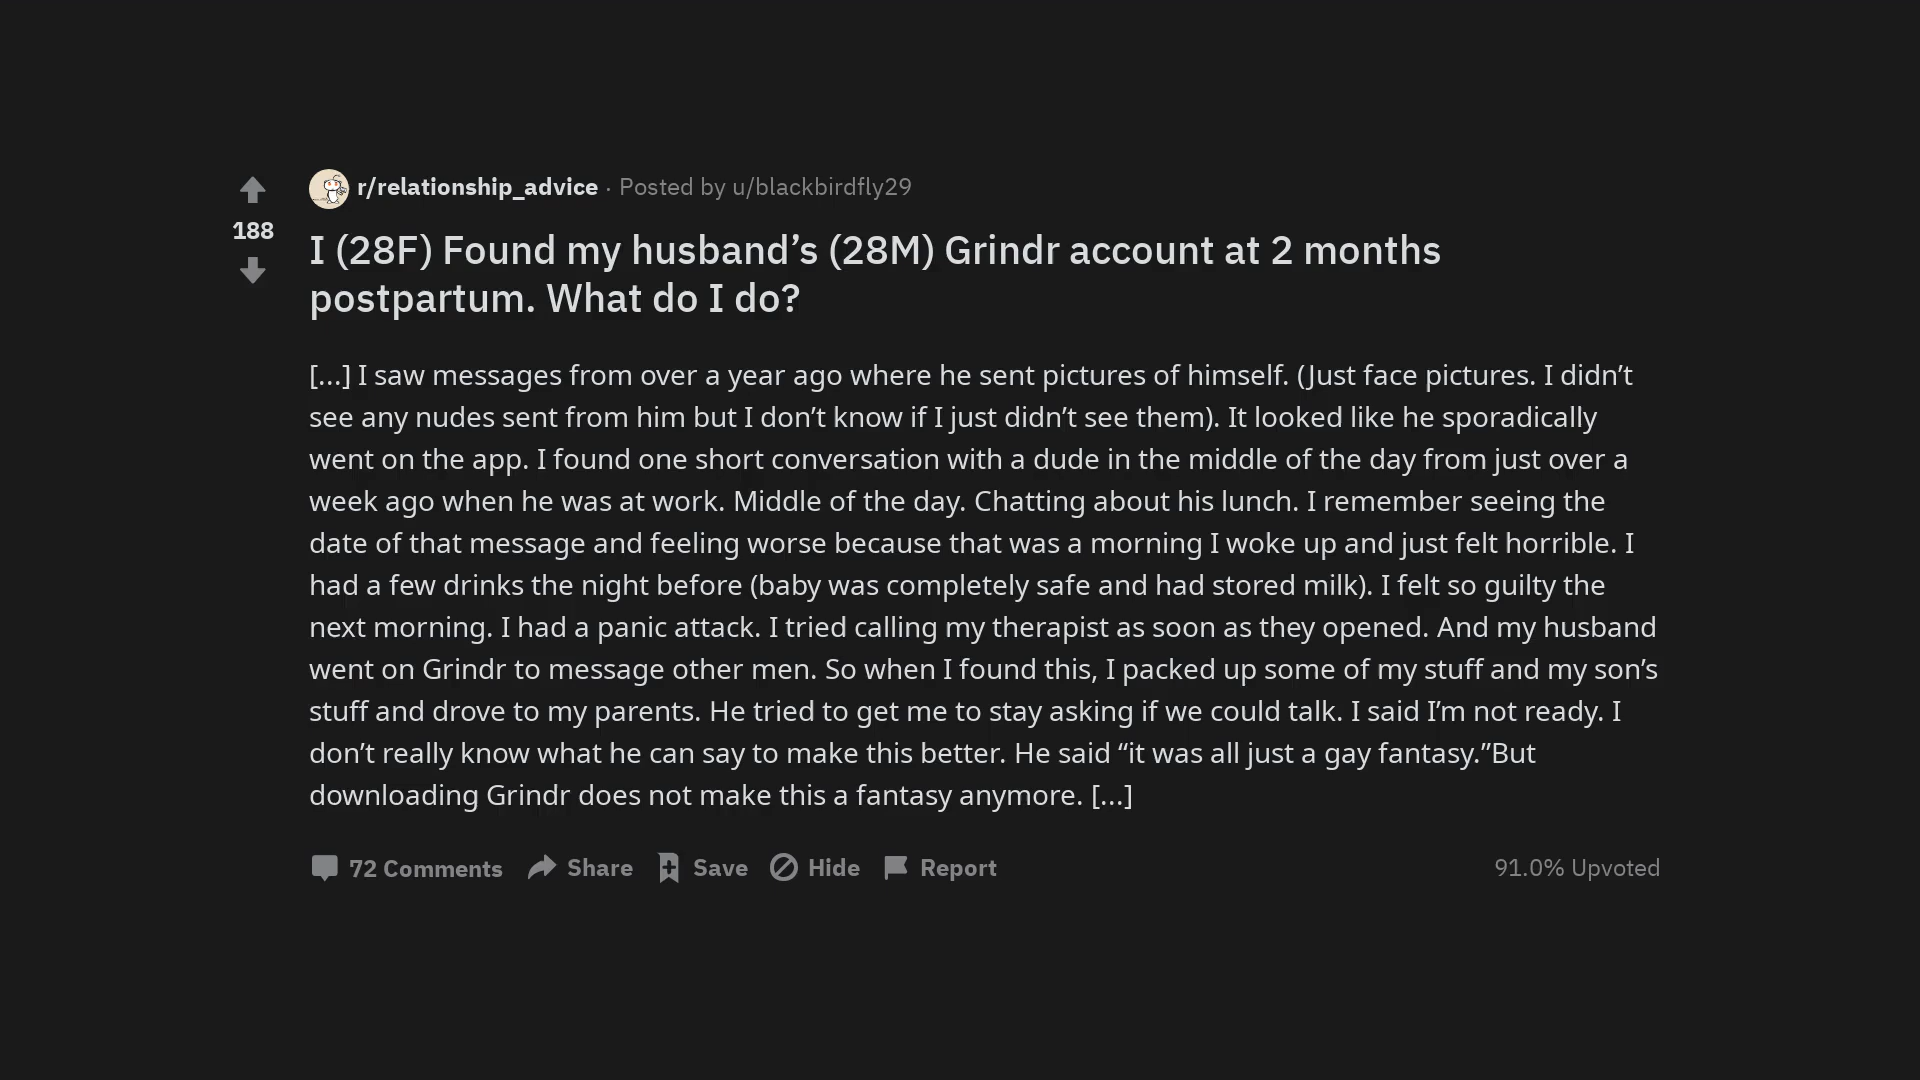 r/relationship_advice · Posted by u/blackbirdfly29
188
I (28F) Found my husband’s (28M) Grindr account at 2 months
postpartum. What do I do?
[...] I saw messages from over a year ago where he sent pictures of himself. (Just face pictures. I didn’t
see any nudes sent from him but I don’t know if I just didn’t see them). It looked like he sporadically
went on the app. I found one short conversation with a dude in the middle of the day from just over a
week ago when he was at work. Middle of the day. Chatting about his lunch. I remember seeing the
date of that message and feeling worse because that was a morning I woke up and just felt horrible. I
had a few drinks the night before (baby was completely safe and had stored milk). I felt so guilty the
next morning. I had a panic attack. I tried calling my therapist as soon as they opened. And my husband
went on Grindr to message other men. So when I found this, I packed up some of my stuff and my son’s
stuff and drove to my parents. He tried to get me to stay asking if we could talk. I said I’m not ready. I
don’t really know what he can say to make this better. He said “it was all just a gay fantasy.”But
downloading Grindr does not make this a fantasy anymore. [...]
72 Comments Share Save Hide Report 91.0% Upvoted